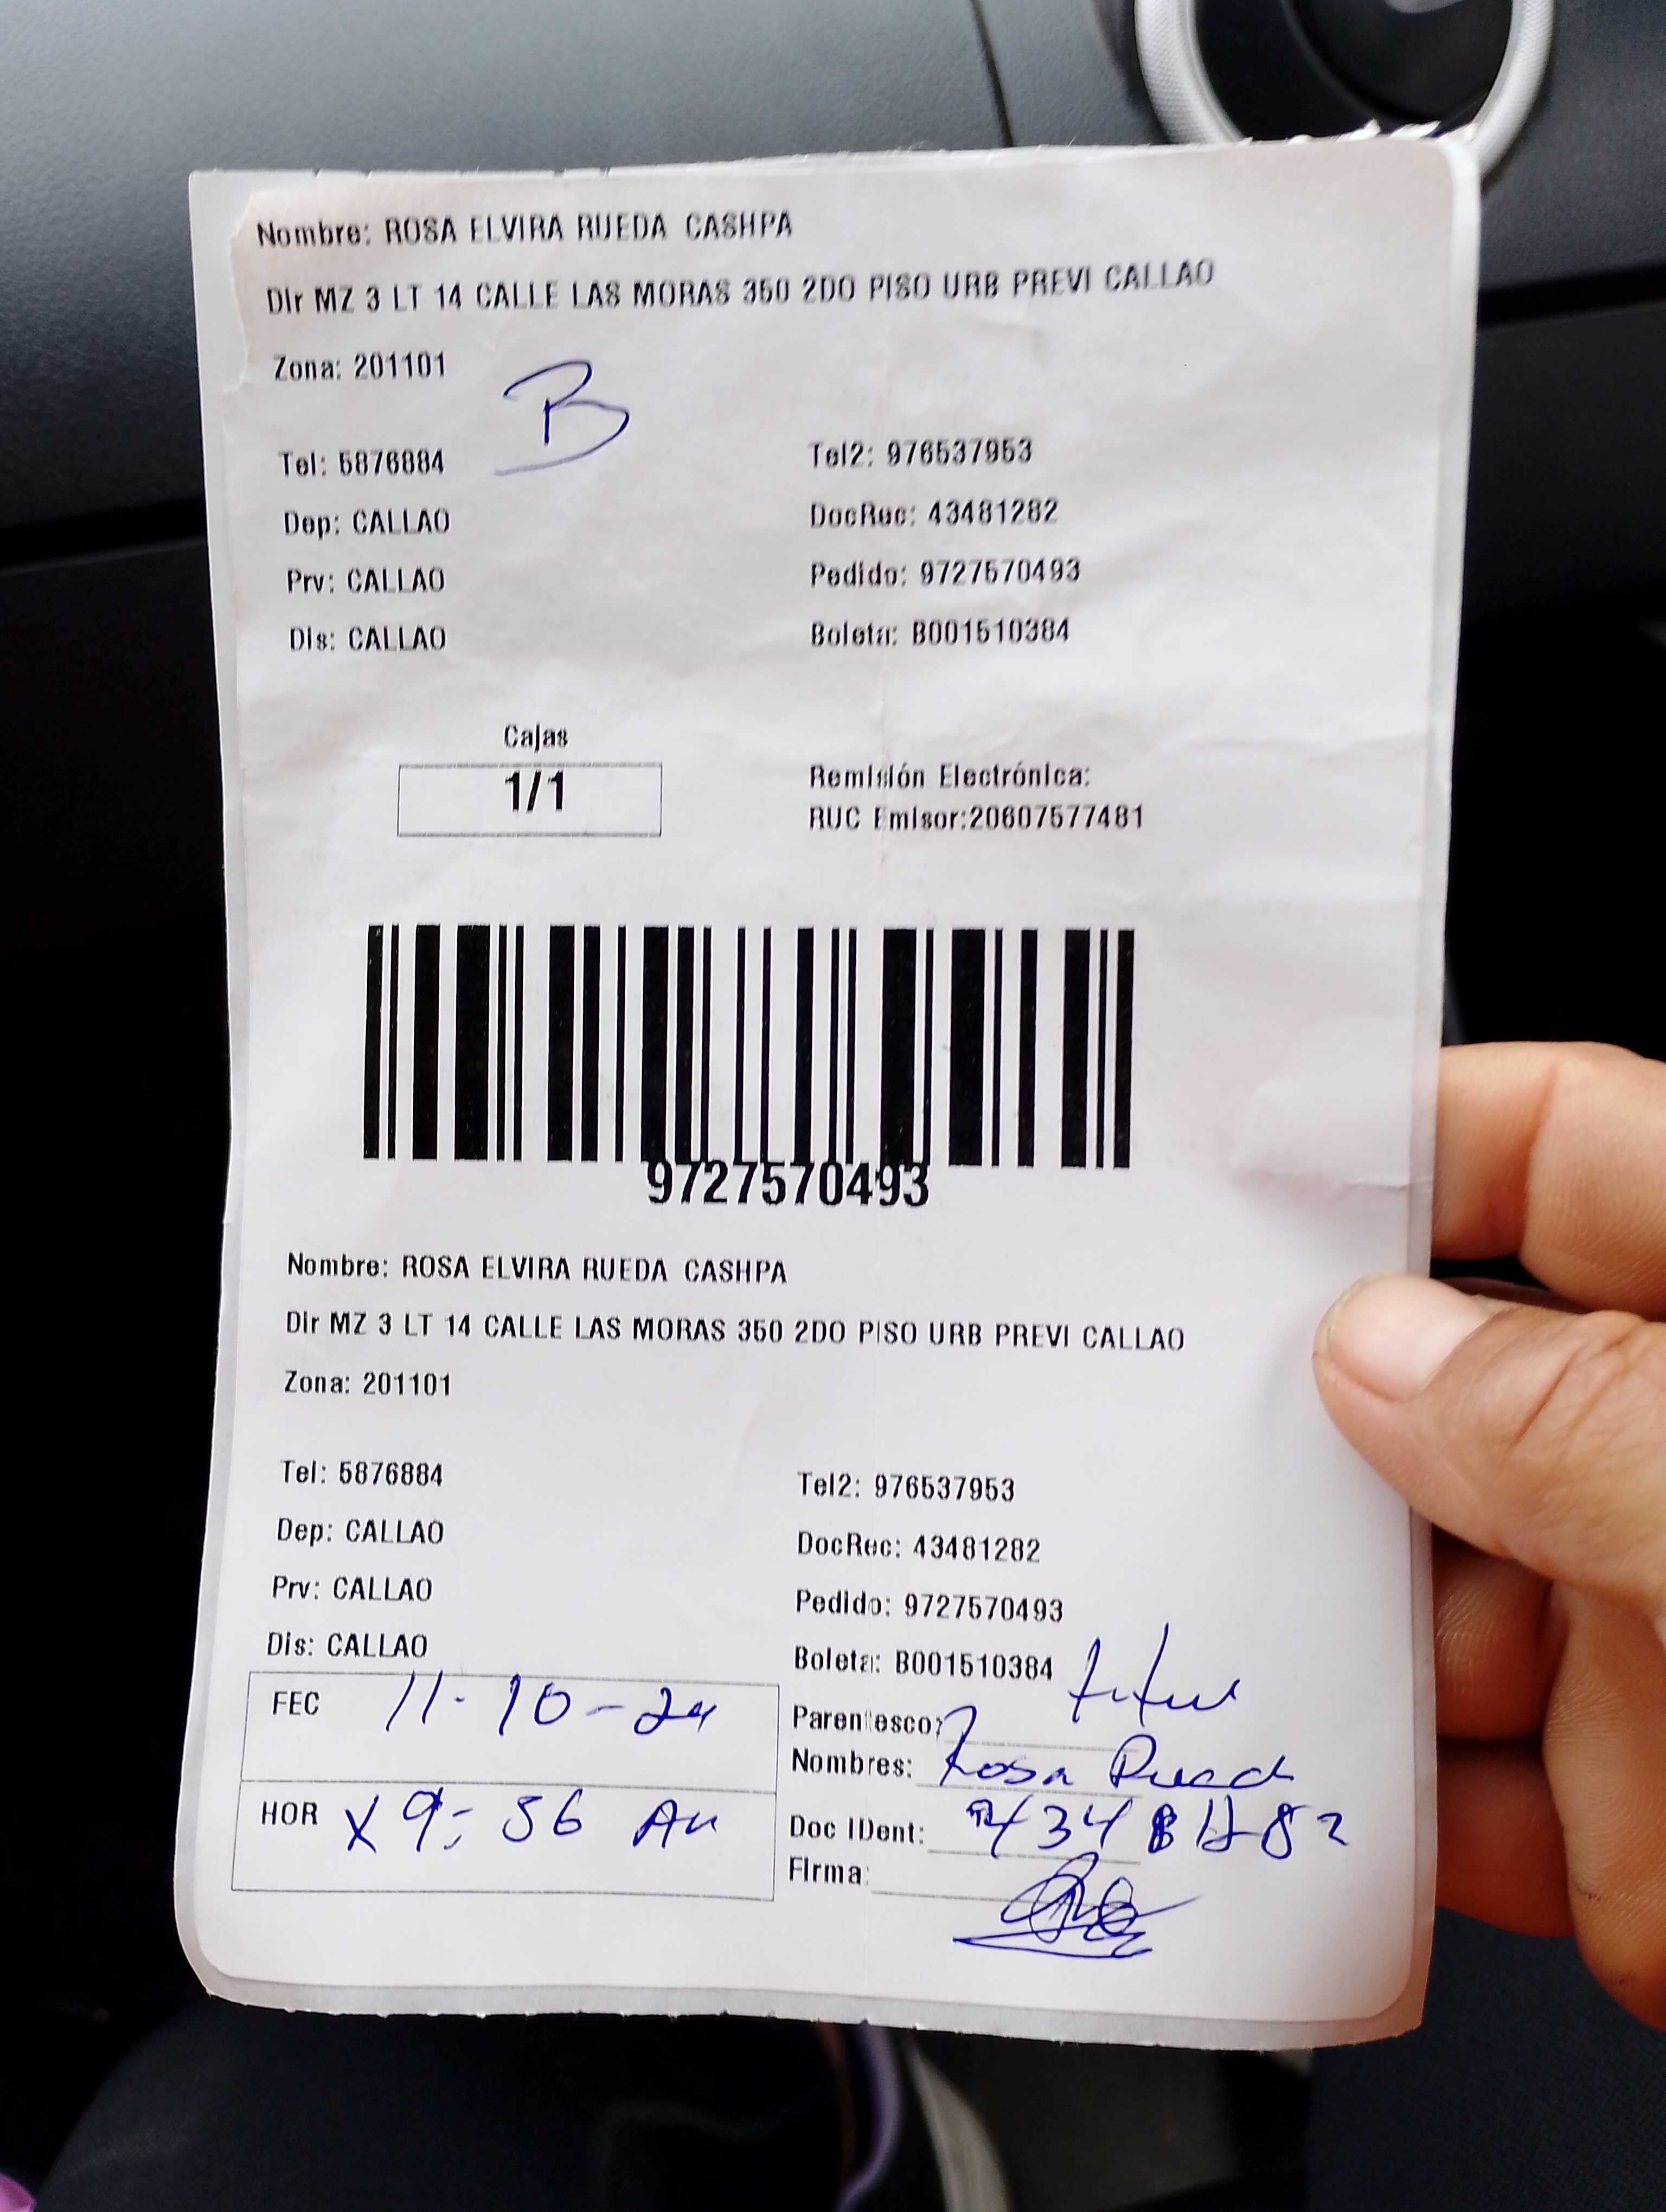 Nombre: ROSA ELVIRA RUEDA CASHPA
Dir MZ 3 LT 14 CALLE LAS MORAS 350 2DO PISO URB PREVI CALLAO
Zona: 201101
B
Tel: 5876884 Tel2: 976537953
Dep: CALLAO DocRec: 43481282
Prv: CALLAO Pedido: 9727570493
Dis: CALLAO Boleta: B001510384
Cajas
1/1
Remisión Electrónica:
RUC Emisor:20607577481
9727570493
Nombre: ROSA ELVIRA RUEDA CASHPA
Dir MZ 3 LT 14 CALLE LAS MORAS 350 2DO PISO URB PREVI CALLAO
Zona: 201101
Tel: 5876884 Tel2: 976537953
Dep: CALLAO DocRec: 43481282
Prv: CALLAO Pedido: 9727570493
Dis: CALLAO Boleta: B001510384
FEC 11-10-24
Parentesco:
Nombres: Rosa Rueda
HOR X 9:56 AM
Doc IDent:
Firma: